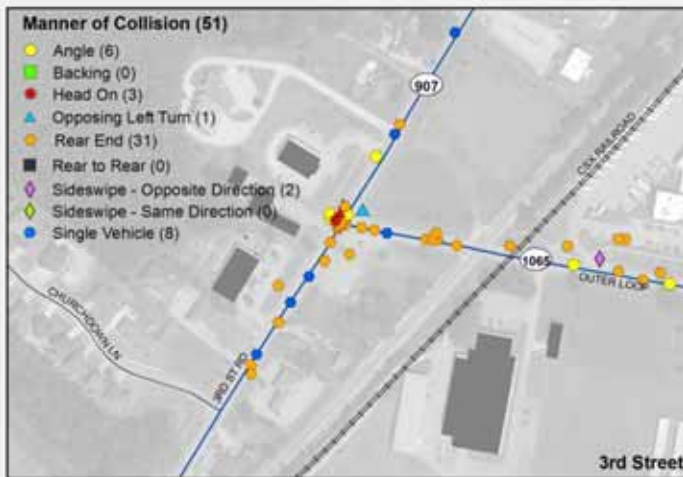 Manner of Collision (51)
Angle (6)
Backing (0)
Head On (3)
Opposing Left Turn (1)
Rear End (31)
Rear to Rear (0)
Sideswipe - Opposite Direction (2)
Sideswipe - Same Direction (0)
Single Vehicle (8)
907
CSX RAILROAD
1065
OUTER LOOP
CHURCHDOWN LN
3RD ST RD
3rd Street